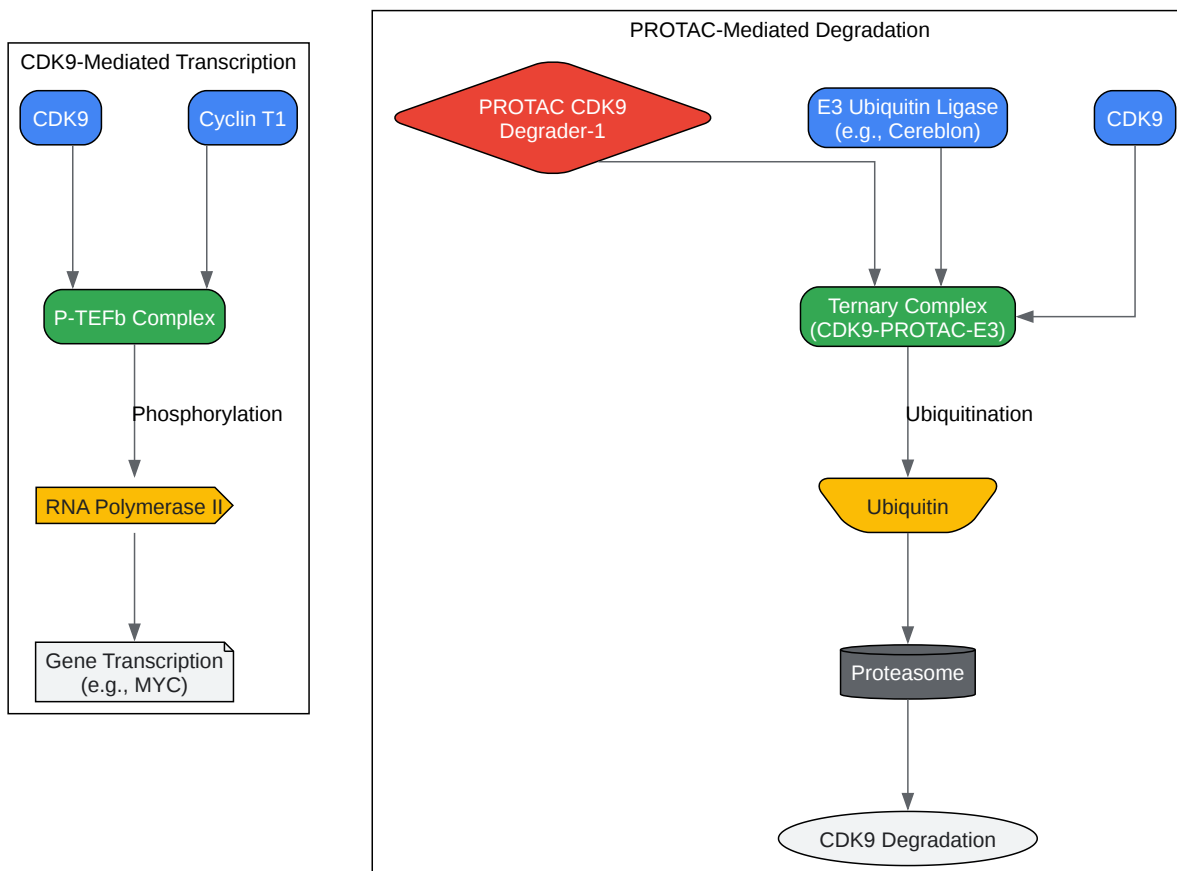 CDK9-Mediated Transcription
CDK9
Cyclin T1
P-TEFb Complex
Phosphorylation
RNA Polymerase II
Gene Transcription
(e.g., MYC)
PROTAC-Mediated Degradation
PROTAC CDK9
Degrader-1
E3 Ubiquitin Ligase
(e.g., Cereblon)
CDK9
Ternary Complex
(CDK9-PROTAC-E3)
Ubiquitination
Ubiquitin
Proteasome
CDK9 Degradation